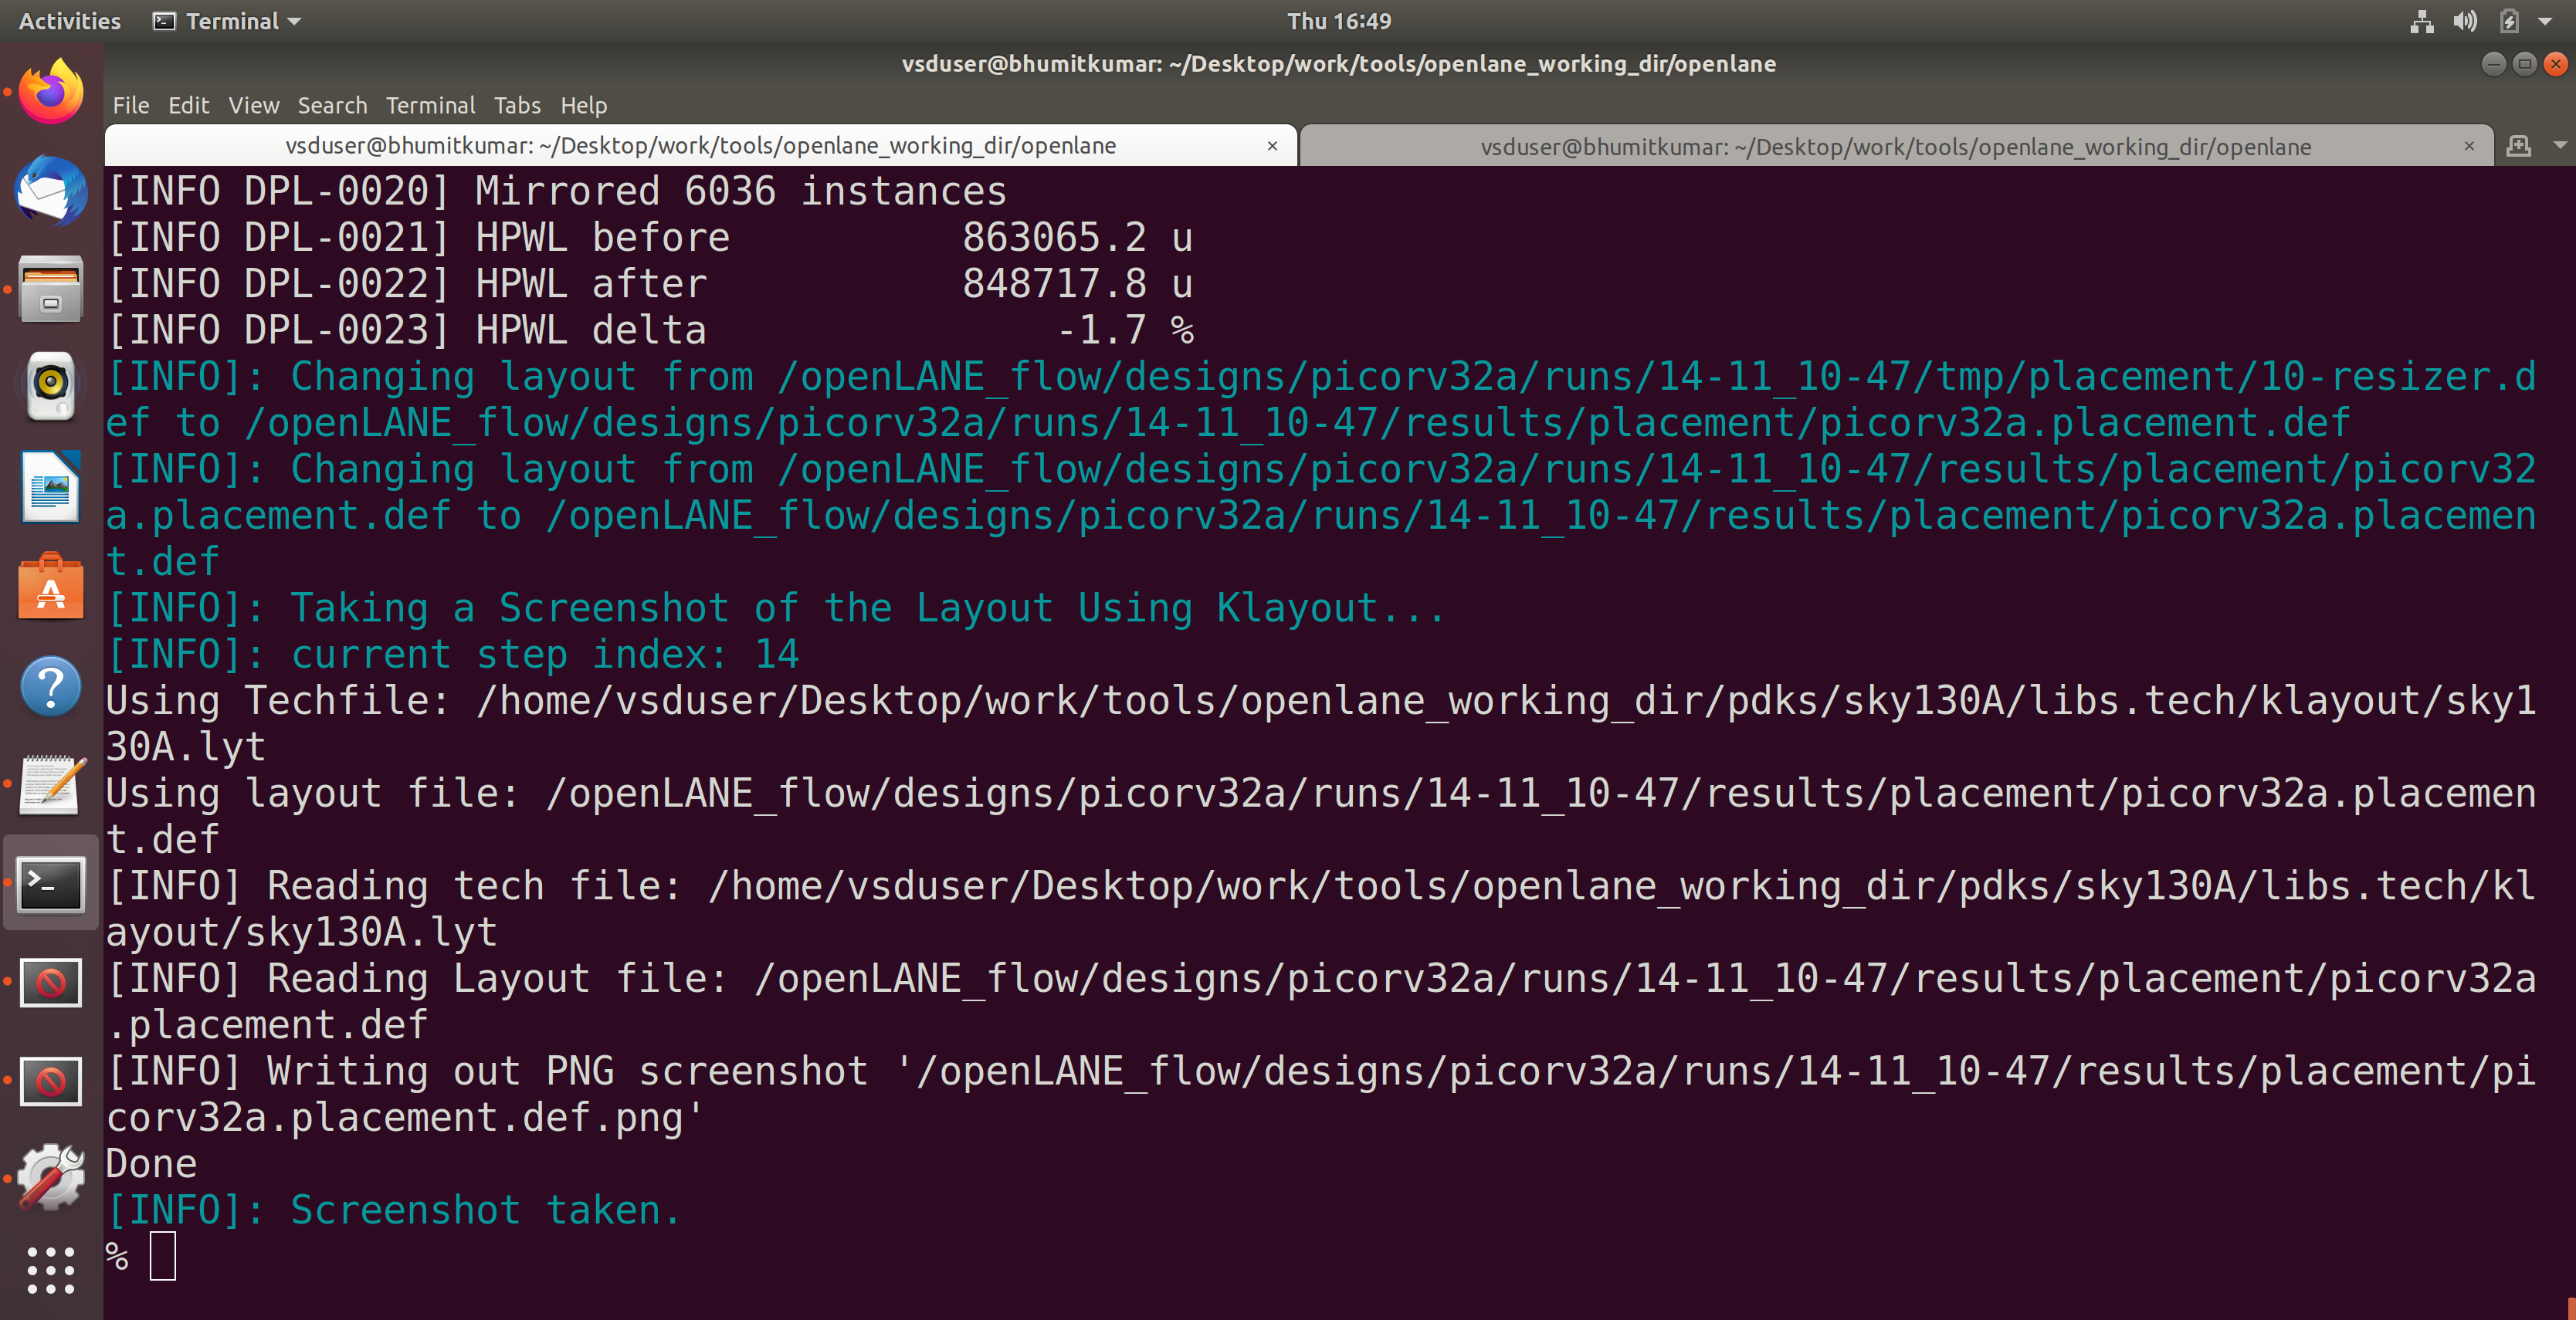 Activities Terminal Thu 16:49
vsduser@bhumitkumar: ~/Desktop/work/tools/openlane_working_dir/openlane
File Edit View Search Terminal Tabs Help
vsduser@bhumitkumar: ~/Desktop/work/tools/openlane_working_dir/openlane × vsduser@bhumitkumar: ~/Desktop/work/tools/openlane_working_dir/openlane ×
[INFO DPL-0020] Mirrored 6036 instances
[INFO DPL-0021] HPWL before          863065.2 u
[INFO DPL-0022] HPWL after           848717.8 u
[INFO DPL-0023] HPWL delta               -1.7 %
[INFO]: Changing layout from /openLANE_flow/designs/picorv32a/runs/14-11_10-47/tmp/placement/10-resizer.d
ef to /openLANE_flow/designs/picorv32a/runs/14-11_10-47/results/placement/picorv32a.placement.def
[INFO]: Changing layout from /openLANE_flow/designs/picorv32a/runs/14-11_10-47/results/placement/picorv32
a.placement.def to /openLANE_flow/designs/picorv32a/runs/14-11_10-47/results/placement/picorv32a.placemen
t.def
[INFO]: Taking a Screenshot of the Layout Using Klayout...
[INFO]: current step index: 14
Using Techfile: /home/vsduser/Desktop/work/tools/openlane_working_dir/pdks/sky130A/libs.tech/klayout/sky1
30A.lyt
Using layout file: /openLANE_flow/designs/picorv32a/runs/14-11_10-47/results/placement/picorv32a.placemen
t.def
[INFO] Reading tech file: /home/vsduser/Desktop/work/tools/openlane_working_dir/pdks/sky130A/libs.tech/kl
ayout/sky130A.lyt
[INFO] Reading Layout file: /openLANE_flow/designs/picorv32a/runs/14-11_10-47/results/placement/picorv32a
.placement.def
[INFO] Writing out PNG screenshot '/openLANE_flow/designs/picorv32a/runs/14-11_10-47/results/placement/pi
corv32a.placement.def.png'
Done
[INFO]: Screenshot taken.
%